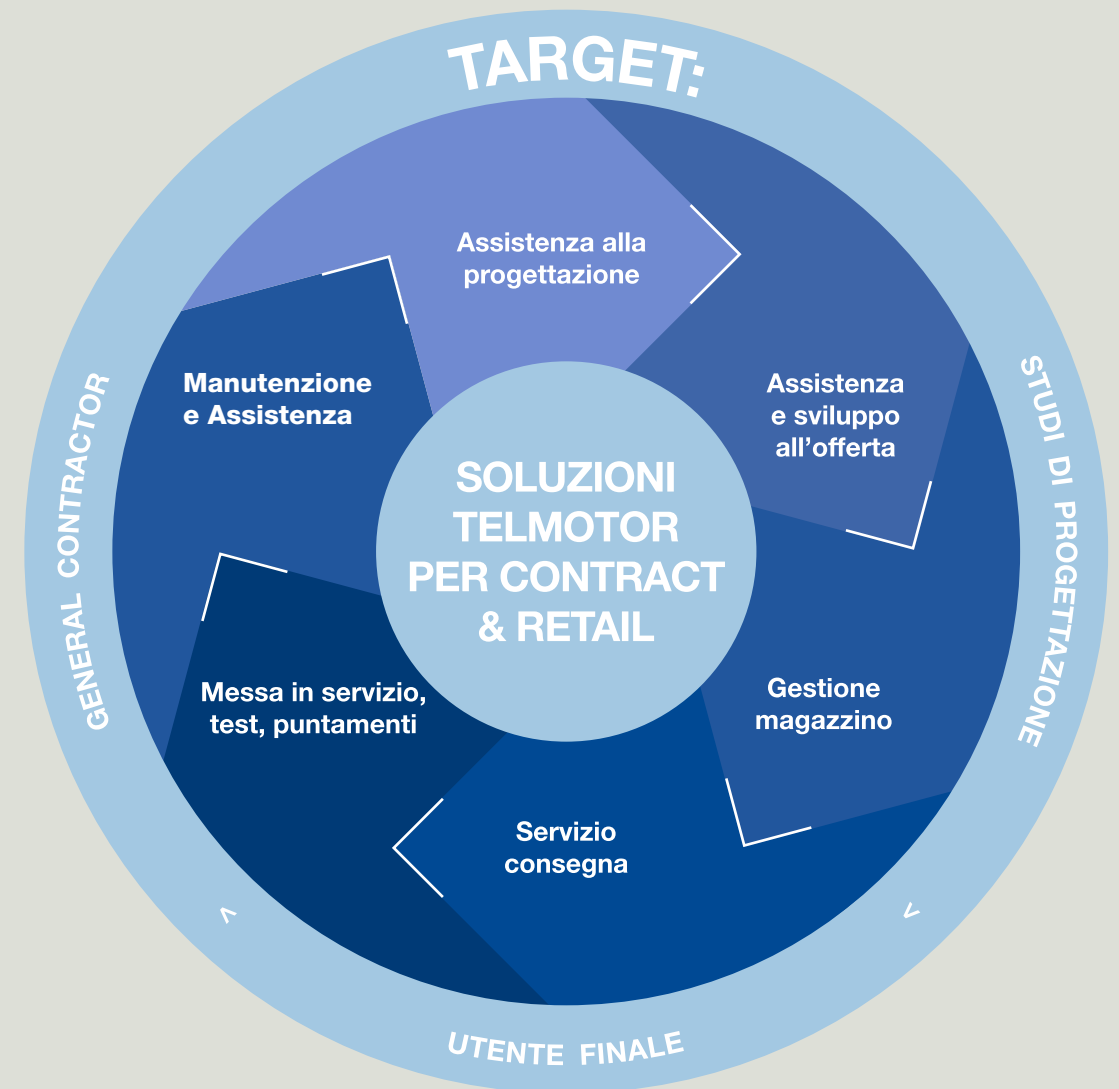 TARGET:
Assistenza alla
progettazione
Assistenza
e sviluppo
all’offerta
Gestione
magazzino
Servizio
consegna
Messa in servizio,
test, puntamenti
Manutenzione
e Assistenza
SOLUZIONI
TELMOTOR
PER CONTRACT
& RETAIL
STUDI DI PROGETTAZIONE
>
UTENTE FINALE
>
GENERAL CONTRACTOR